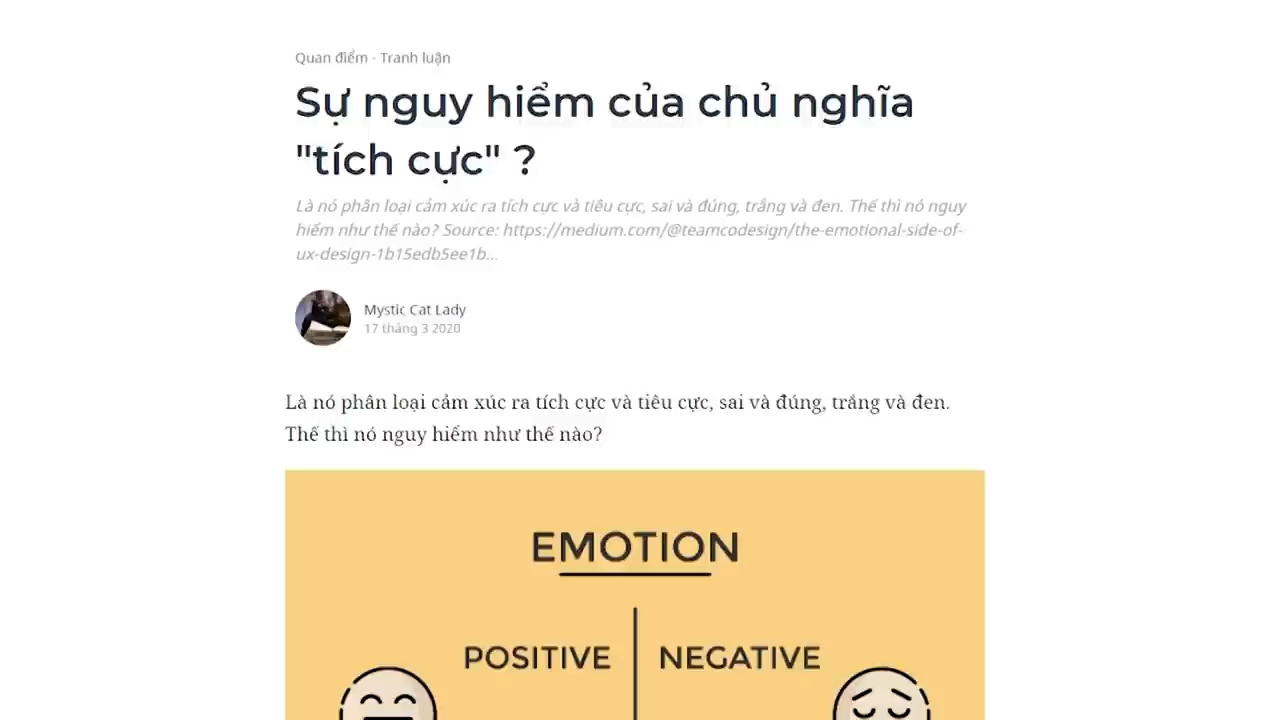 Quan điểm - Tranh luận
Sự nguy hiểm của chủ nghĩa
"tích cực" ?
Là nó phân loại cảm xúc ra tích cực và tiêu cực, sai và đúng, trắng và đen. Thế thì nó nguy
hiểm như thế nào? Source: https://medium.com/@teamcodesign/the-emotional-side-of-
ux-design-1b15edb5ee1b...
Mystic Cat Lady
17 tháng 3 2020
Là nó phân loại cảm xúc ra tích cực và tiêu cực, sai và đúng, trắng và đen.
Thế thì nó nguy hiểm như thế nào?
EMOTION
POSITIVE
NEGATIVE